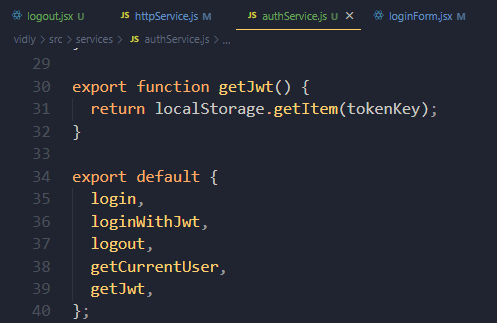 logout.jsx U
JS httpService.js M
JS authService.js U ×
loginForm.jsx M
vidly > src > services > JS authService.js > ...
29
30 export function getJwt() {
31   return localStorage.getItem(tokenKey);
32 }
33
34 export default {
35   login,
36   loginWithJwt,
37   logout,
38   getCurrentUser,
39   getJwt,
40 };